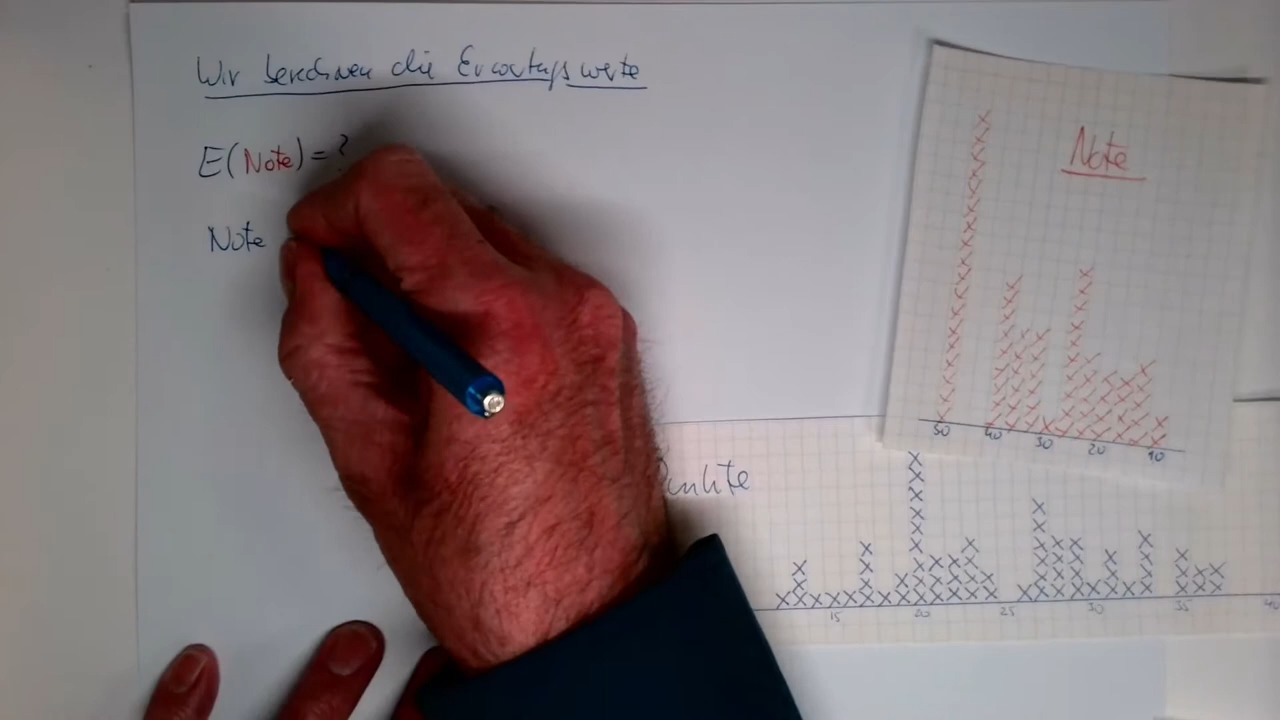 Wir berechnen die Erwartungswerte
E(Note) = ?
Note
Note
50 40 30 20 10
Punkte
15 20 25 30 35 40